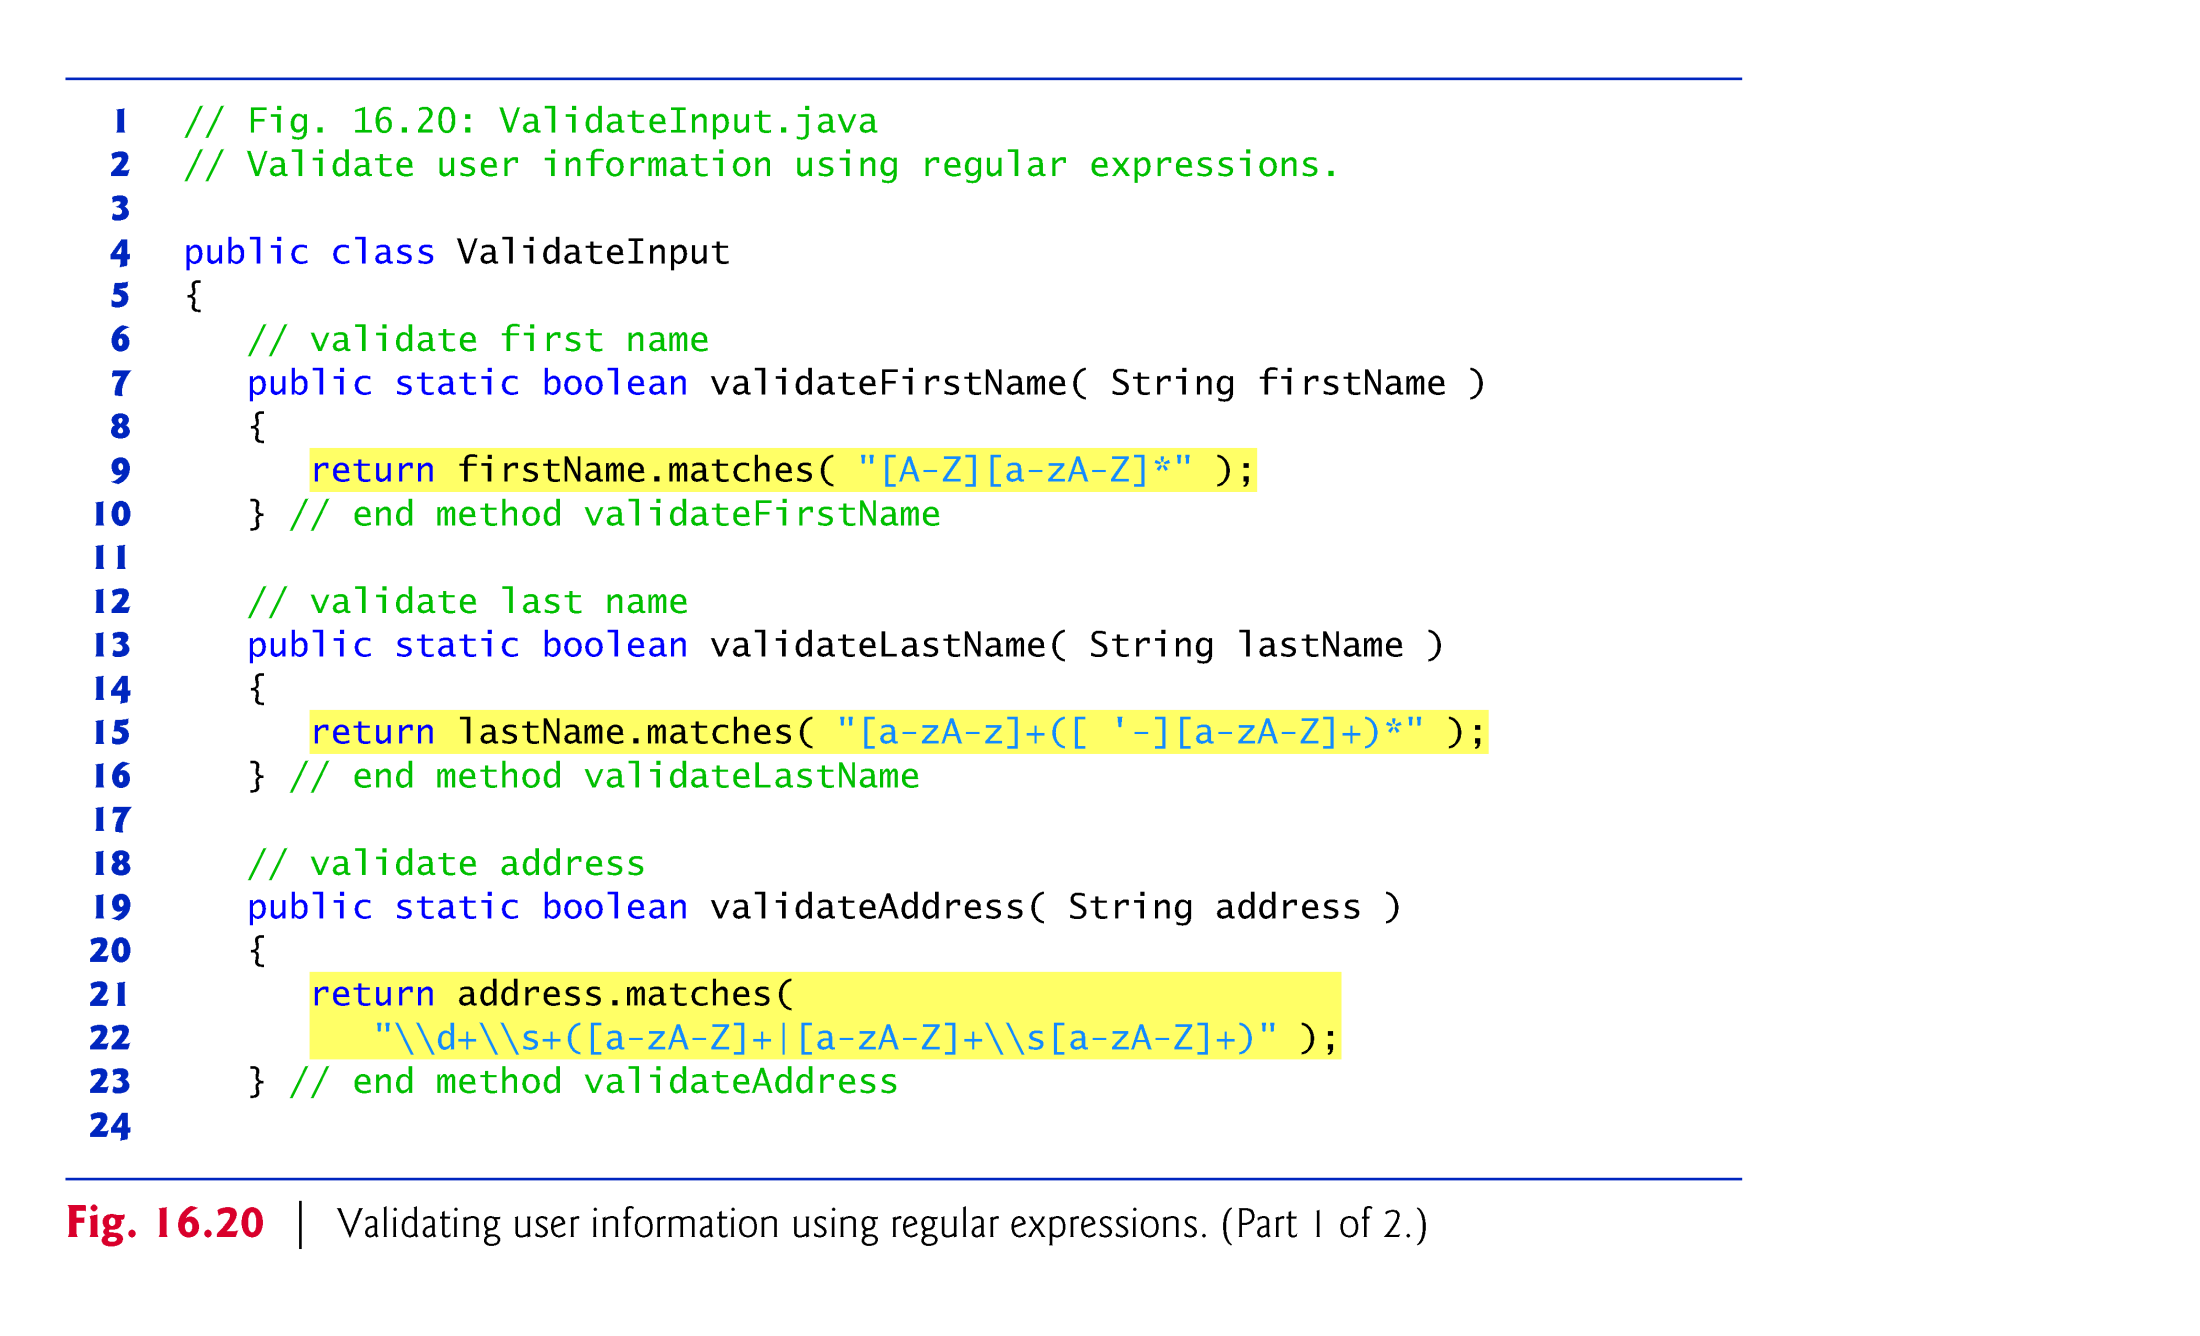 1 // Fig. 16.20: ValidateInput.java
2 // Validate user information using regular expressions.
3
4 public class ValidateInput
5 {
6 // validate first name
7 public static boolean validateFirstName( String firstName )
8 {
9 return firstName.matches( "[A-Z][a-zA-Z]*" );
10 } // end method validateFirstName
11
12 // validate last name
13 public static boolean validateLastName( String lastName )
14 {
15 return lastName.matches( "[a-zA-z]+([ '-][a-zA-Z]+)*" );
16 } // end method validateLastName
17
18 // validate address
19 public static boolean validateAddress( String address )
20 {
21 return address.matches(
22 "\\d+\\s+([a-zA-Z]+|[a-zA-Z]+\\s[a-zA-Z]+)" );
23 } // end method validateAddress
24
Fig. 16.20 | Validating user information using regular expressions. (Part 1 of 2.)